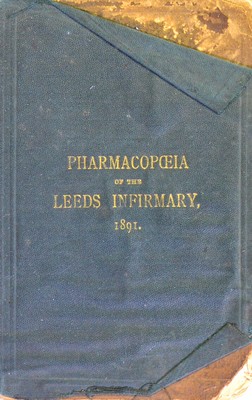 PHARMACOPŒIA
OF THE
LEEDS INFIRMARY,
1891.